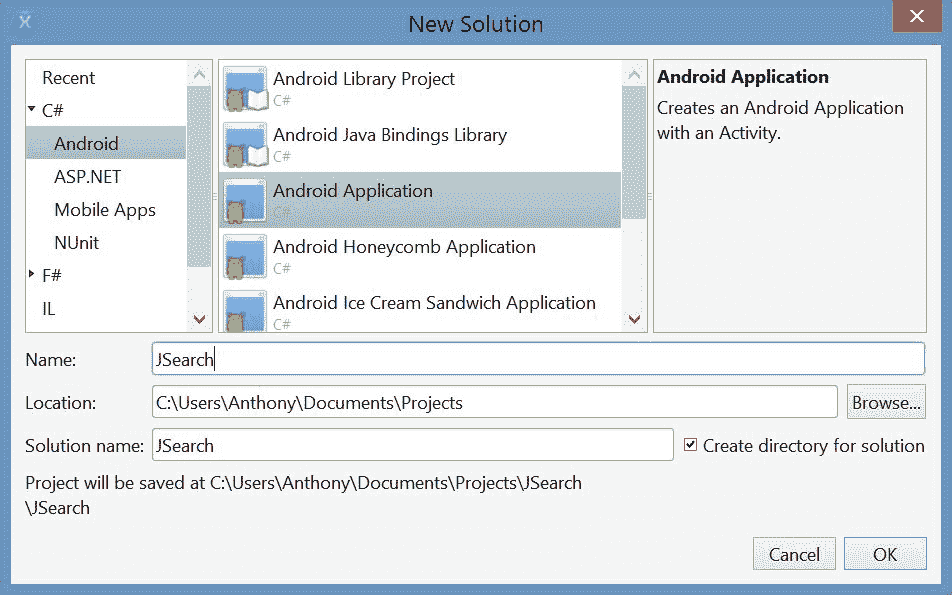 New Solution
Recent
C#
Android
ASP.NET
Mobile Apps
NUnit
F#
IL
Android Library Project
C#
Android Java Bindings Library
C#
Android Application
C#
Android Honeycomb Application
C#
Android Ice Cream Sandwich Application
C#
Android Application
Creates an Android Application
with an Activity.
Name:
JSearch
Location:
C:\Users\Anthony\Documents\Projects
Browse...
Solution name:
JSearch
Create directory for solution
Project will be saved at C:\Users\Anthony\Documents\Projects\JSearch
\JSearch
Cancel
OK